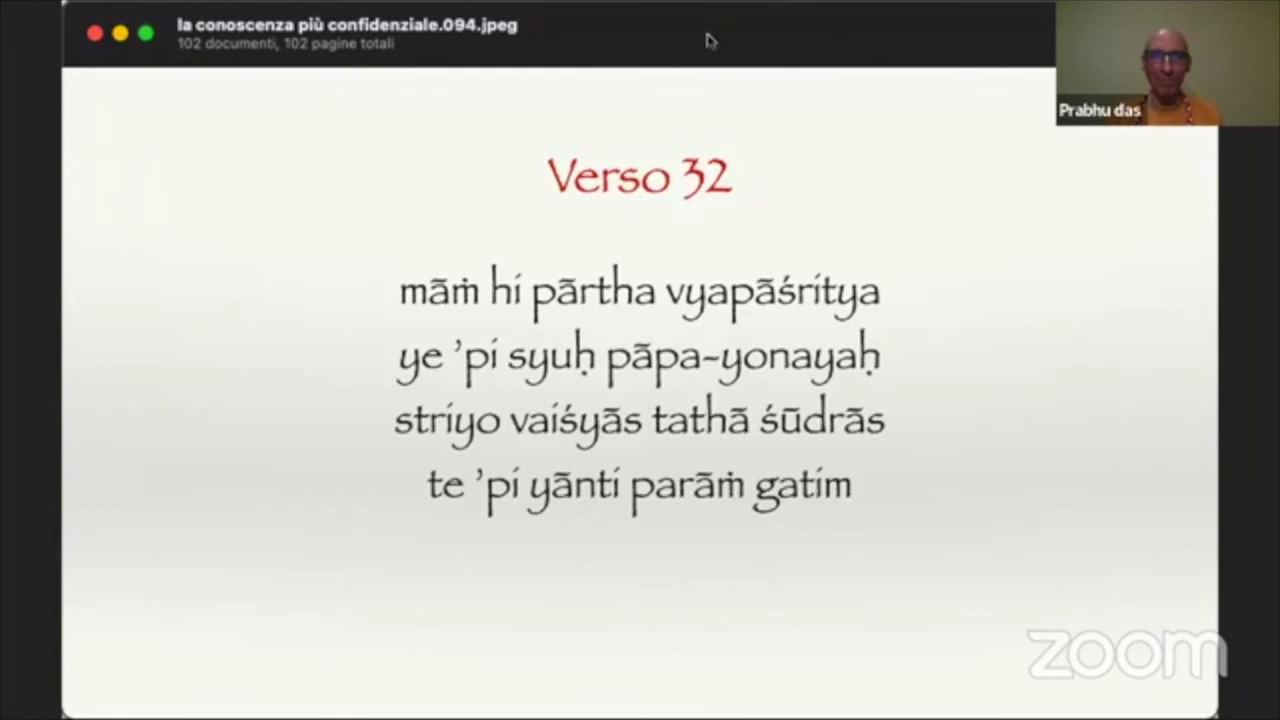 la conoscenza più confidenziale.094.jpeg
102 documenti, 102 pagine totali
Prabhu das
Verso 32
māṁ hi pārtha vyapāśritya
ye ’pi syuḥ pāpa-yonayaḥ
striyo vaiśyās tathā śūdrās
te ’pi yānti parāṁ gatim
zoom